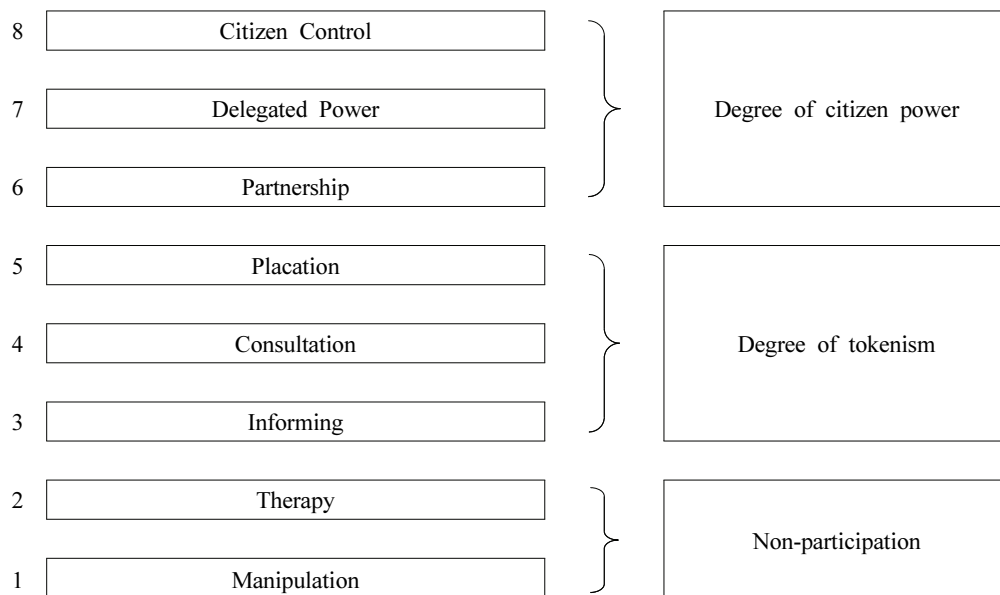 8 Citizen Control
7 Delegated Power
Degree of citizen power
6 Partnership
5 Placation
4 Consultation
Degree of tokenism
3 Informing
2 Therapy
Non-participation
1 Manipulation